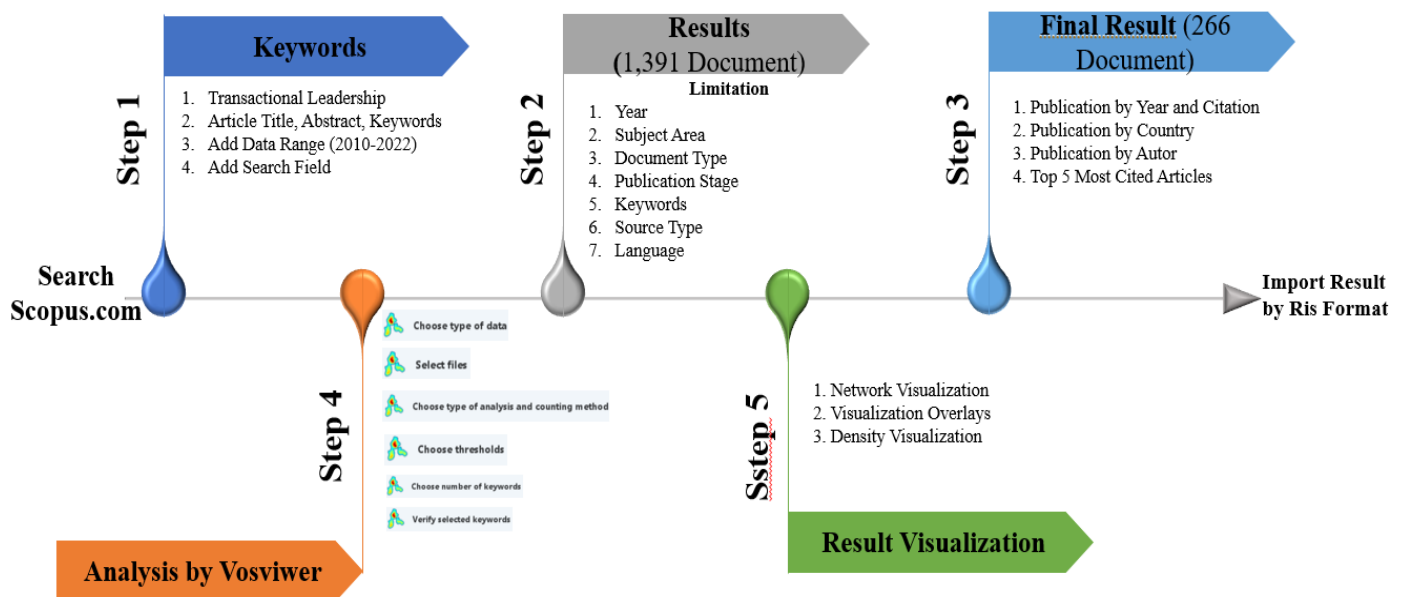 Keywords
Step 1
1. Transactional Leadership
2. Article Title, Abstract, Keywords
3. Add Data Range (2010-2022)
4. Add Search Field
Results
(1,391 Document)
Limitation
Step 2
1. Year
2. Subject Area
3. Document Type
4. Publication Stage
5. Keywords
6. Source Type
7. Language
Final Result (266
Document)
Step 3
1. Publication by Year and Citation
2. Publication by Country
3. Publication by Autor
4. Top 5 Most Cited Articles
Search
Scopus.com
Import Result
by Ris Format
Step 4
Choose type of data
Select files
Choose type of analysis and counting method
Choose thresholds
Choose number of keywords
Verify selected keywords
Analysis by Vosviwer
Sstep 5
1. Network Visualization
2. Visualization Overlays
3. Density Visualization
Result Visualization